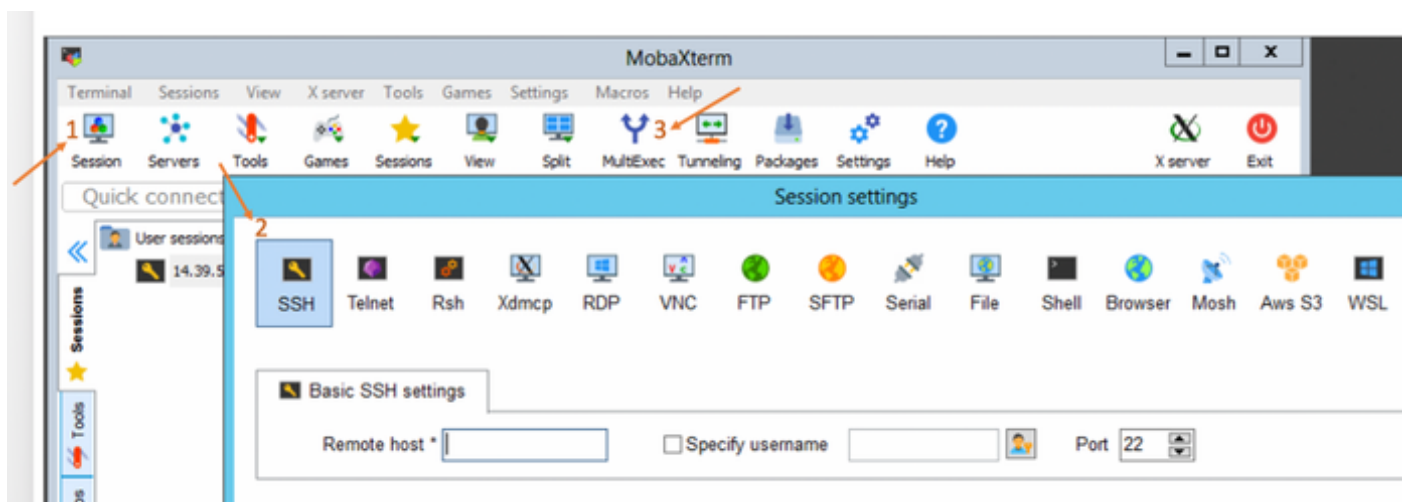 MobaXterm
Terminal Sessions View X server Tools Games Settings Macros Help
1 3
Session Servers Tools Games Sessions View Split MultiExec Tunneling Packages Settings Help X server Exit
Quick connect
Session settings
2
User sessions
14.39.5
SSH Telnet Rsh Xdmcp RDP VNC FTP SFTP Serial File Shell Browser Mosh Aws S3 WSL
Sessions
Basic SSH settings
Tools
Remote host * Specify username Port 22